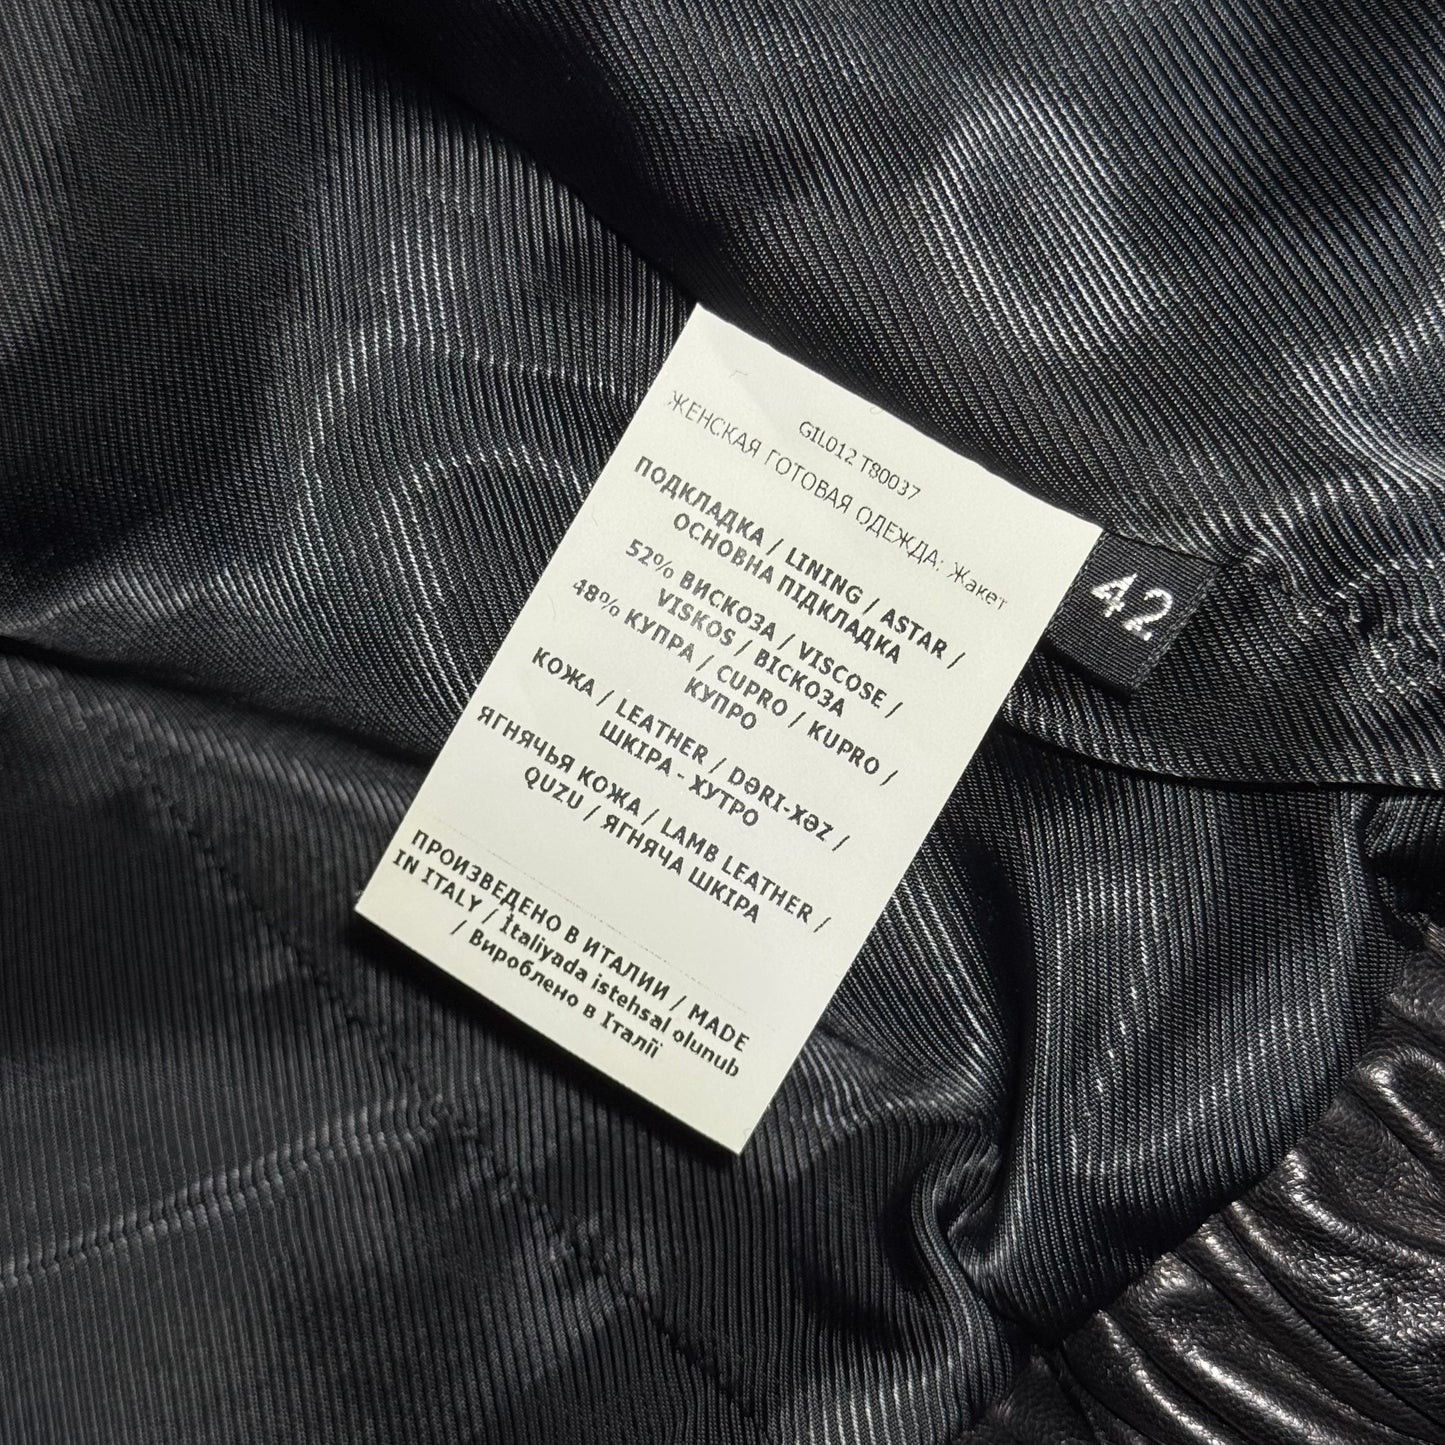 GIL012 T80037
ЖЕНСКАЯ ГОТОВАЯ ОДЕЖДА: Жакет
ПОДКЛАДКА / LINING / ASTAR /
ОСНОВНА ПІДКЛАДКА
52% ВИСКОЗА / VISCOSE /
VISKOS / ВІСКОЗА
48% КУПРА / CUPRO / KUPRO /
КУПРО
КОЖА / LEATHER / DƏRI-XƏZ /
ШКІРА - ХУТРО
ЯГНЯЧЬЯ КОЖА / LAMB LEATHER /
QUZU / ЯГНЯЧА ШКІРА
ПРОИЗВЕДЕНО В ИТАЛИИ / MADE
IN ITALY / İtaliyada istehsal olunub
/ Вироблено в Італії
42